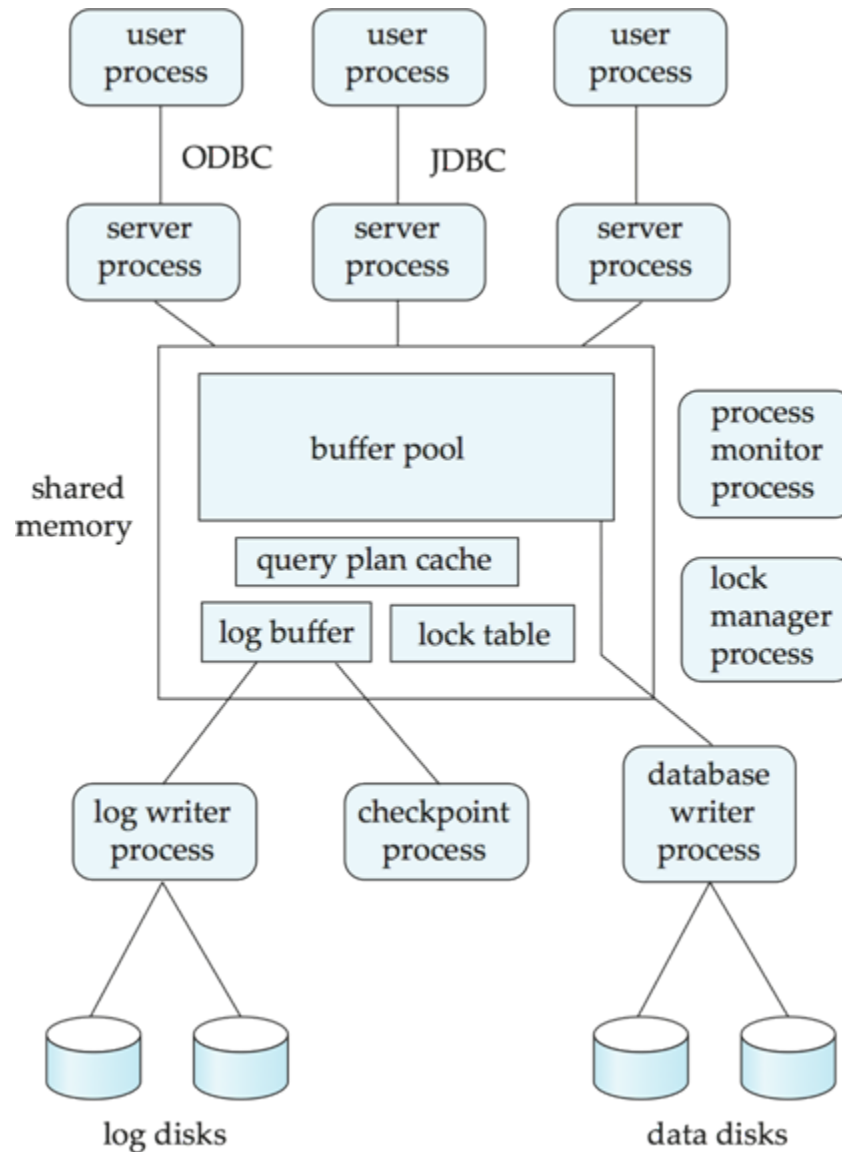 user
process
user
process
user
process
ODBC
JDBC
server
process
server
process
server
process
shared
memory
buffer pool
query plan cache
log buffer
lock table
process
monitor
process
lock
manager
process
log writer
process
checkpoint
process
database
writer
process
log disks
data disks